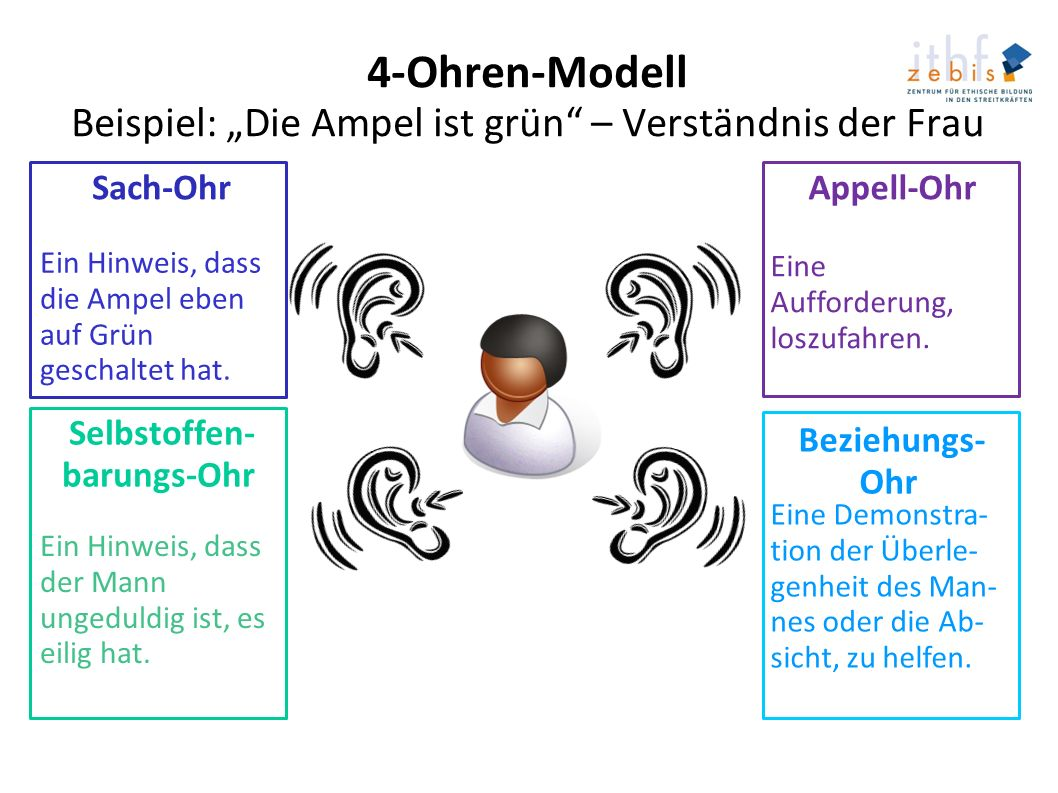 4-Ohren-Modell
ithf
zebis
ZENTRUM FÜR ETHISCHE BILDUNG
IN DEN STREITKRÄFTEN
Beispiel: „Die Ampel ist grün“ – Verständnis der Frau
Sach-Ohr
Ein Hinweis, dass
die Ampel eben
auf Grün
geschaltet hat.
Appell-Ohr
Eine
Aufforderung,
loszufahren.
Selbstoffen-
barungs-Ohr
Ein Hinweis, dass
der Mann
ungeduldig ist, es
eilig hat.
Beziehungs-
Ohr
Eine Demonstra-
tion der Überle-
genheit des Man-
nes oder die Ab-
sicht, zu helfen.